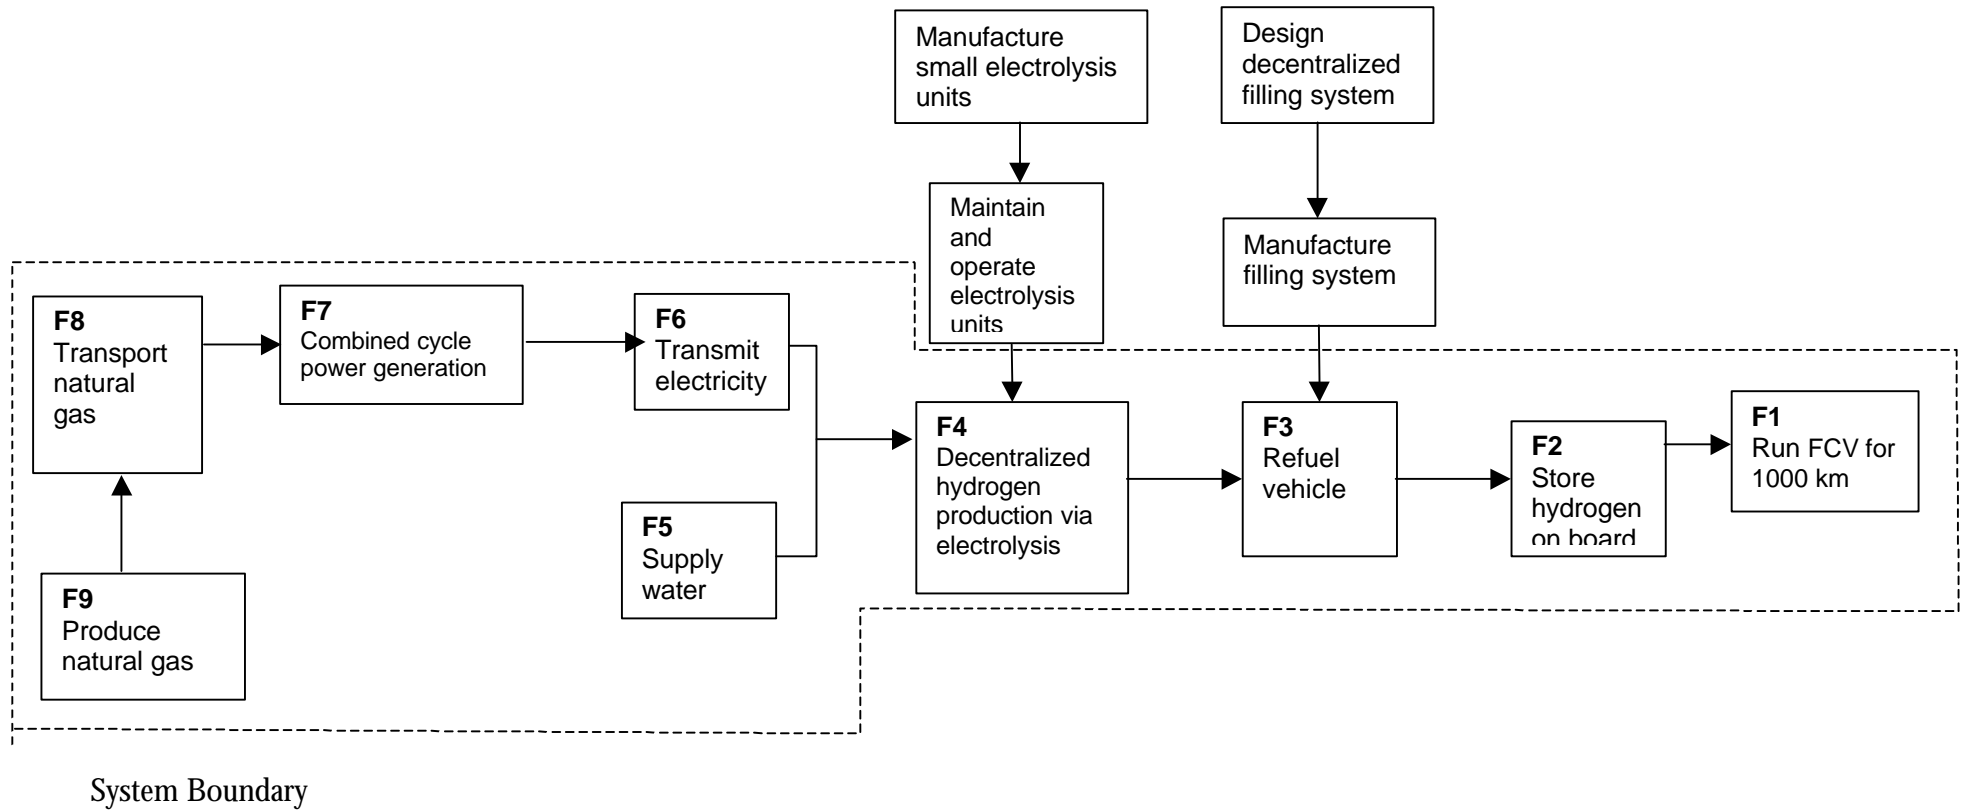 Manufacture
small electrolysis
units
Design
decentralized
filling system
Maintain
and
operate
electrolysis
units
Manufacture
filling system
F8
Transport
natural
gas
F7
Combined cycle
power generation
F6
Transmit
electricity
F9
Produce
natural gas
F5
Supply
water
F4
Decentralized
hydrogen
production via
electrolysis
F3
Refuel
vehicle
F2
Store
hydrogen
on board
F1
Run FCV for
1000 km
System Boundary